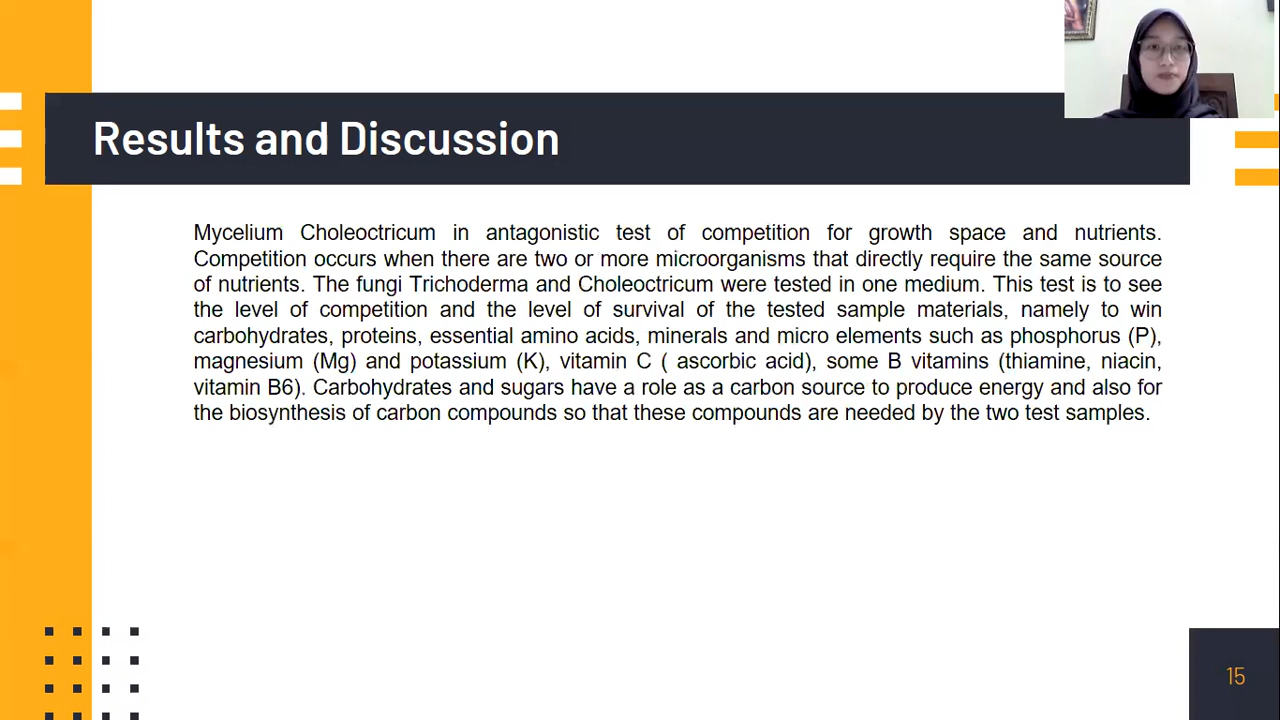 Results and Discussion
Mycelium Choleoctricum in antagonistic test of competition for growth space and nutrients.
Competition occurs when there are two or more microorganisms that directly require the same source
of nutrients. The fungi Trichoderma and Choleoctricum were tested in one medium. This test is to see
the level of competition and the level of survival of the tested sample materials, namely to win
carbohydrates, proteins, essential amino acids, minerals and micro elements such as phosphorus (P),
magnesium (Mg) and potassium (K), vitamin C ( ascorbic acid), some B vitamins (thiamine, niacin,
vitamin B6). Carbohydrates and sugars have a role as a carbon source to produce energy and also for
the biosynthesis of carbon compounds so that these compounds are needed by the two test samples.
15